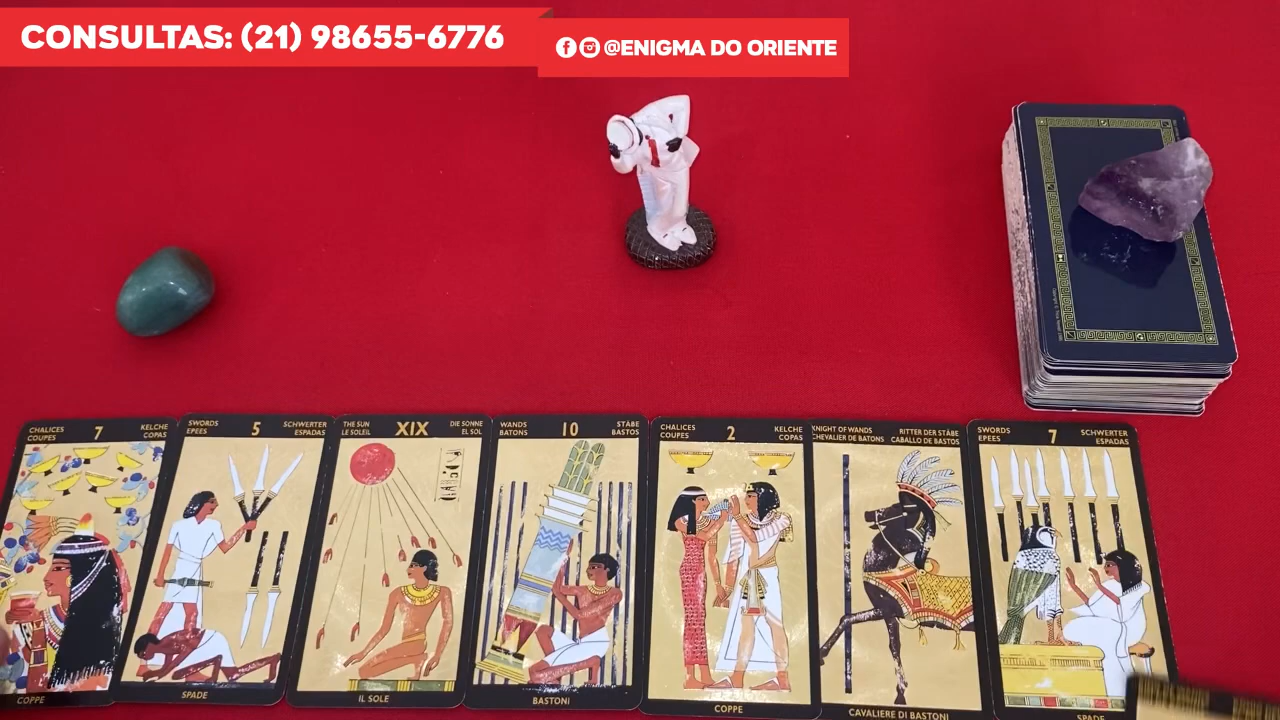 CONSULTAS: (21) 98655-6776
@ENIGMA DO ORIENTE
CHALICES 7 KELCHE
COUPES COPAS
COPPE
SWORDS 5 SCHWERTER
EPEES ESPADAS
SPADE
THE SUN XIX DIE SONNE
LE SOLEIL EL SOL
IL SOLE
WANDS 10 STÄBE
BATONS BASTOS
BASTONI
CHALICES 2 KELCHE
COUPES COPAS
COPPE
KNIGHT OF WANDS RITTER DER STÄBE
CHEVALIER DE BATONS CABALLO DE BASTOS
CAVALIERE DI BASTONI
SWORDS 7 SCHWERTER
EPEES ESPADAS
SPADE